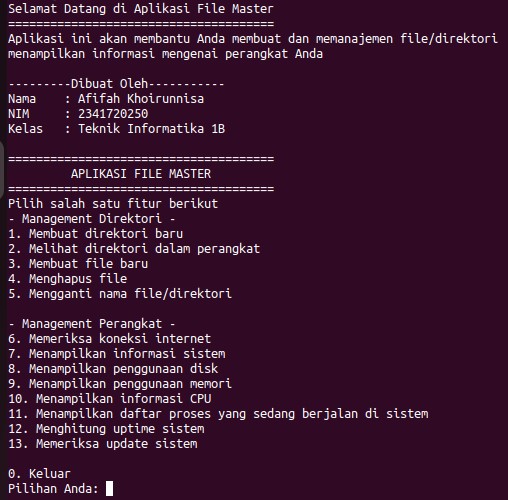 Selamat Datang di Aplikasi File Master
======================================
Aplikasi ini akan membantu Anda membuat dan memanajemen file/direktori
menampilkan informasi mengenai perangkat Anda
---------Dibuat Oleh-----------
Nama    : Afifah Khoirunnisa
NIM     : 2341720250
Kelas   : Teknik Informatika 1B
======================================
         APLIKASI FILE MASTER
======================================
Pilih salah satu fitur berikut
- Management Direktori -
1. Membuat direktori baru
2. Melihat direktori dalam perangkat
3. Membuat file baru
4. Menghapus file
5. Mengganti nama file/direktori
- Management Perangkat -
6. Memeriksa koneksi internet
7. Menampilkan informasi sistem
8. Menampilkan penggunaan disk
9. Menampilkan penggunaan memori
10. Menampilkan informasi CPU
11. Menampilkan daftar proses yang sedang berjalan di sistem
12. Menghitung uptime sistem
13. Memeriksa update sistem
0. Keluar
Pilihan Anda: